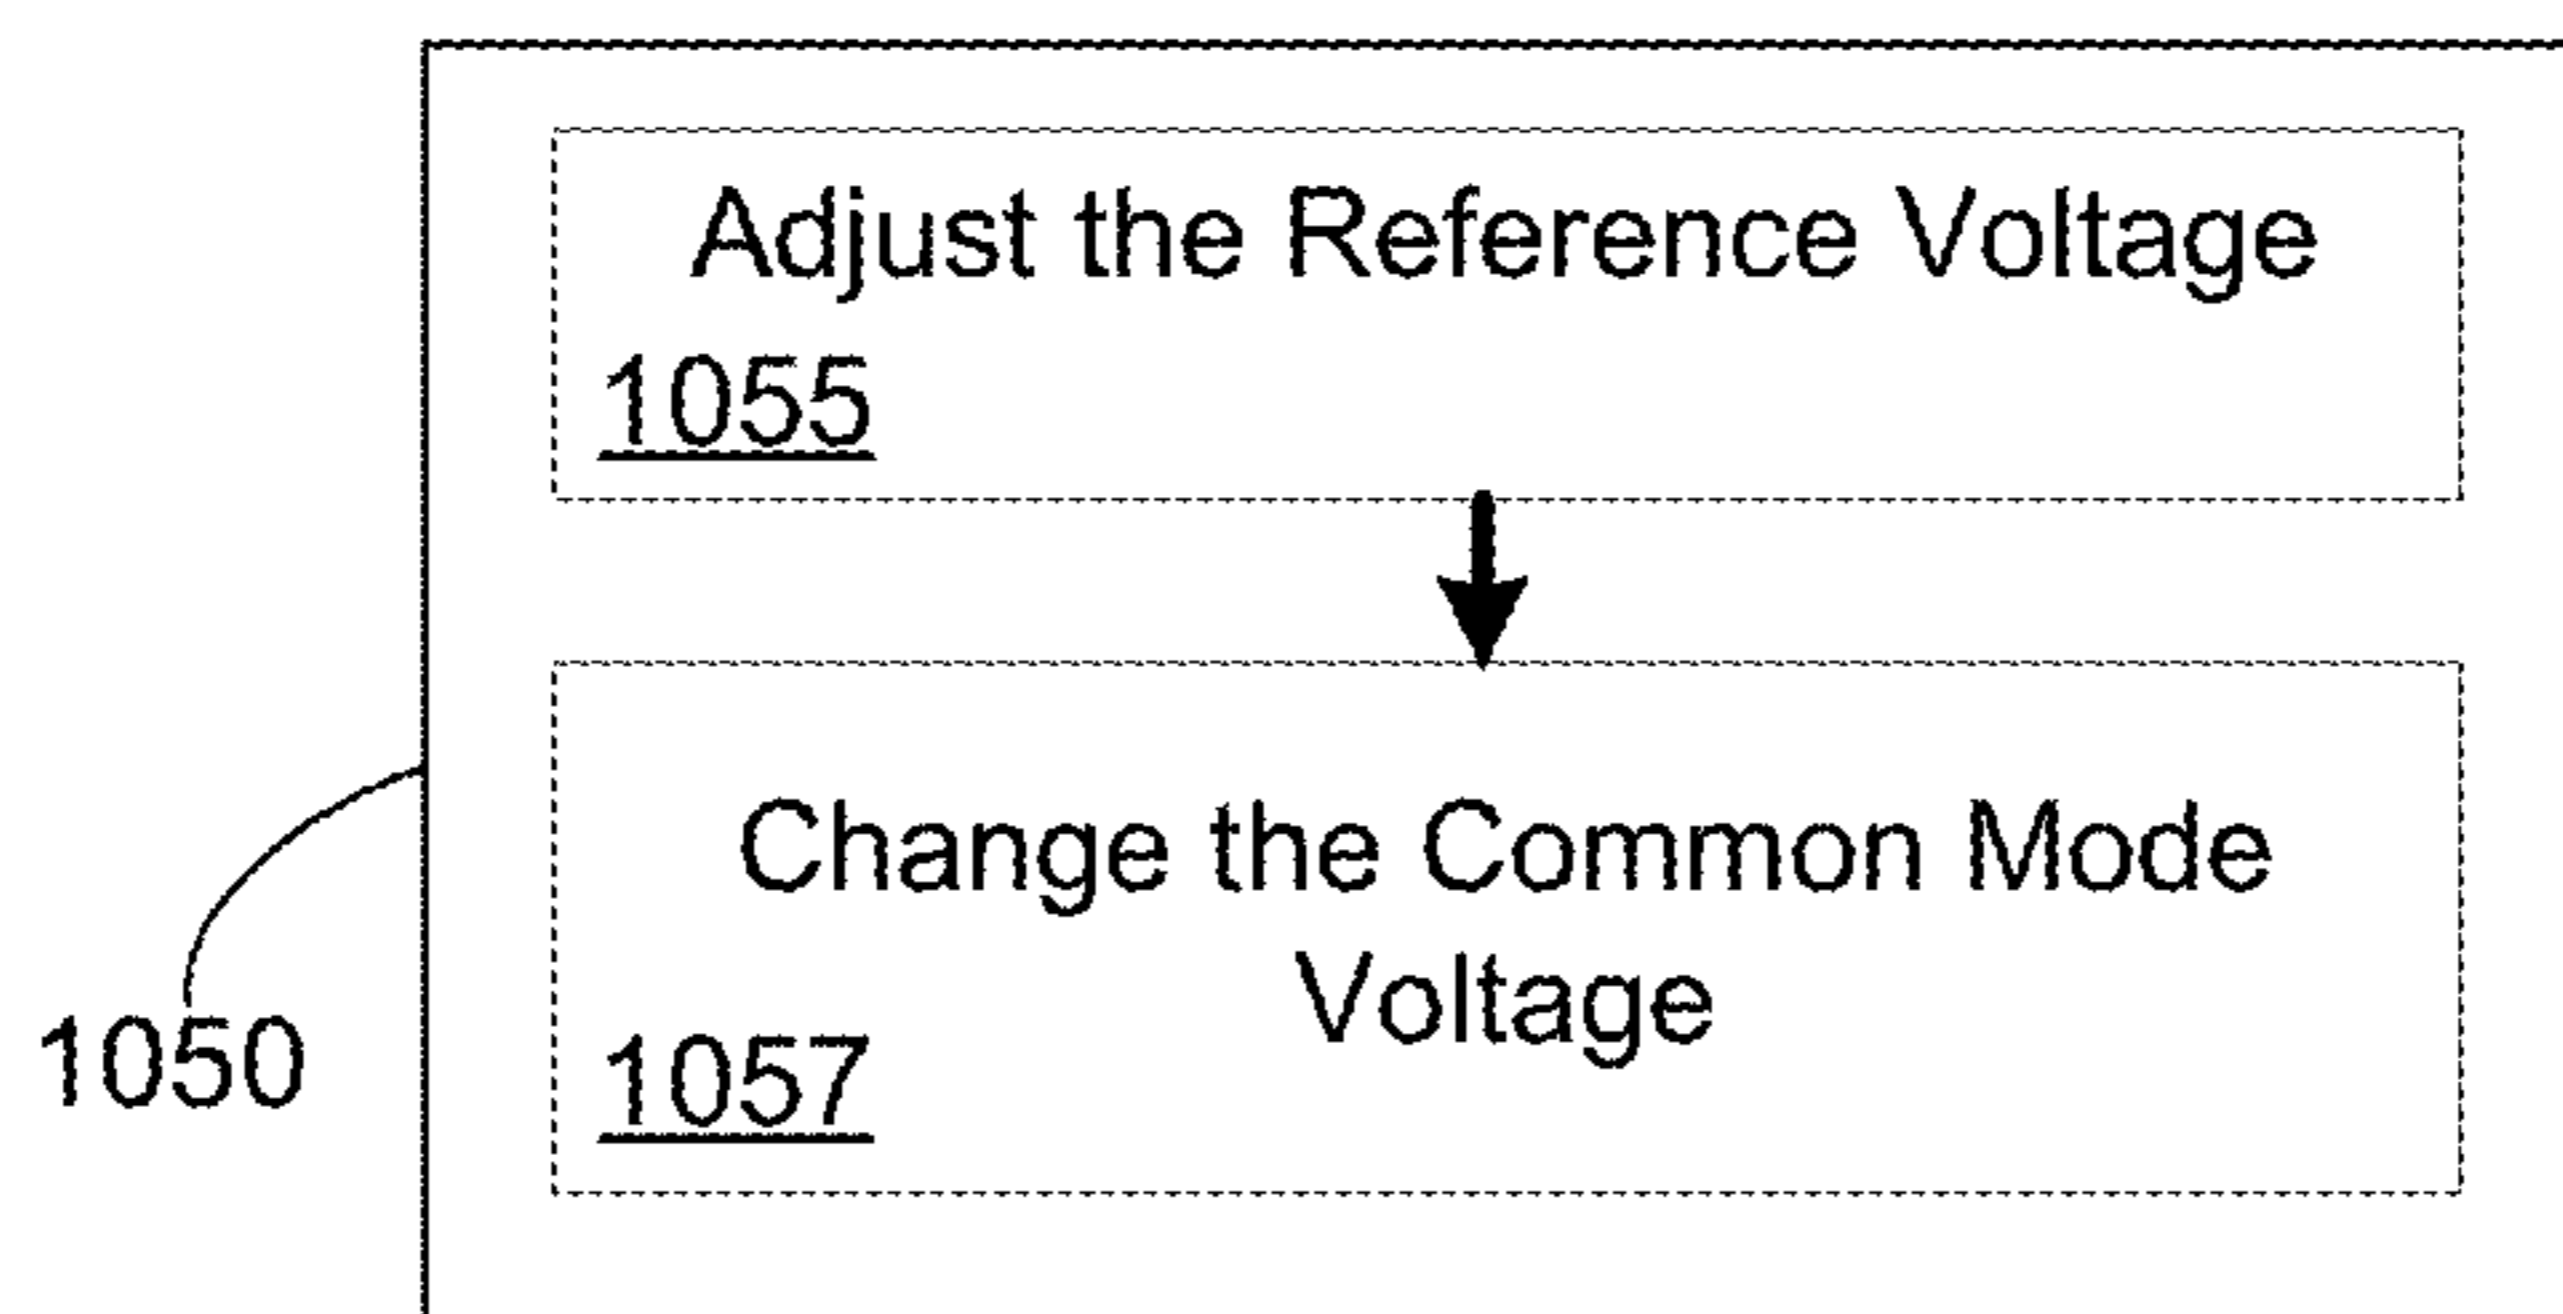 Adjust the Reference Voltage
1055
Change the Common Mode
Voltage
1057
1050